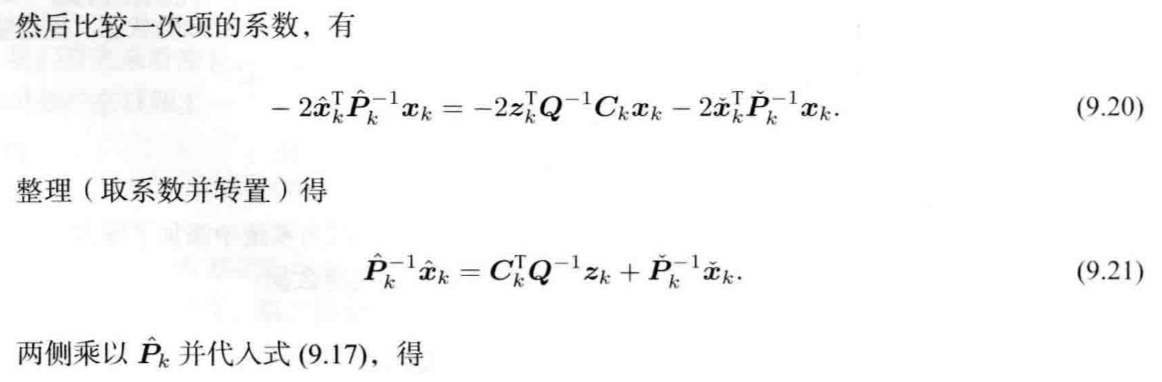 然后比较一次项的系数，有
$$-2\hat{\boldsymbol{x}}_k^{\mathrm{T}}\hat{\boldsymbol{P}}_k^{-1}\boldsymbol{x}_k = -2\boldsymbol{z}_k^{\mathrm{T}}\boldsymbol{Q}^{-1}\boldsymbol{C}_k\boldsymbol{x}_k - 2\check{\boldsymbol{x}}_k^{\mathrm{T}}\check{\boldsymbol{P}}_k^{-1}\boldsymbol{x}_k. \quad (9.20)$$
整理（取系数并转置）得
$$\hat{\boldsymbol{P}}_k^{-1}\hat{\boldsymbol{x}}_k = \boldsymbol{C}_k^{\mathrm{T}}\boldsymbol{Q}^{-1}\boldsymbol{z}_k + \check{\boldsymbol{P}}_k^{-1}\check{\boldsymbol{x}}_k. \quad (9.21)$$
两侧乘以 $\hat{\boldsymbol{P}}_k$ 并代入式 (9.17)，得